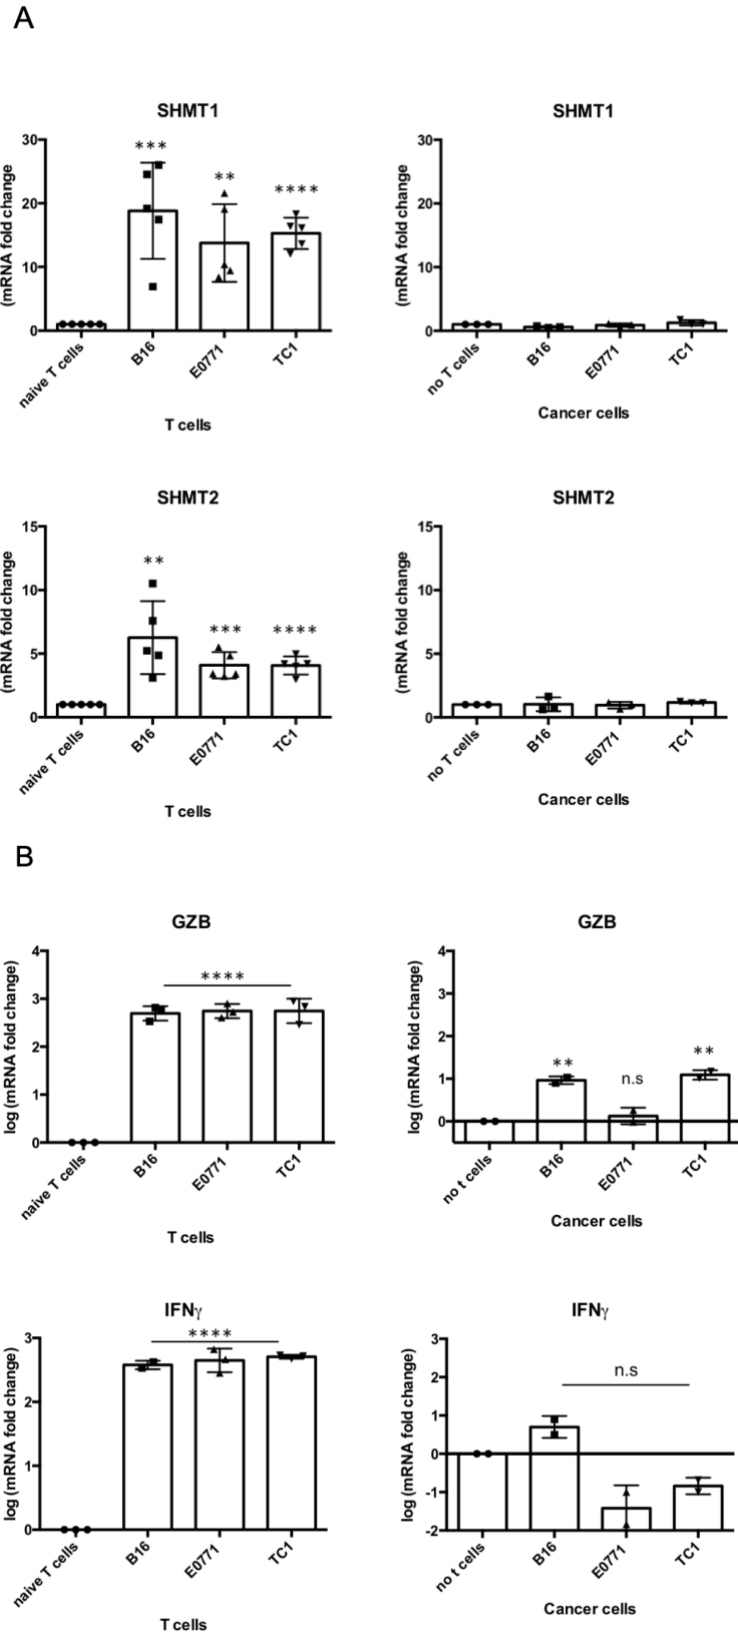 A
SHMT1
30
20
10
0
(mRNA fold change
***
**
****
naive T cells
B16
E0771
TC1
T cells
SHMT1
30
20
10
0
(mRNA fold change
no T cells
B16
E0771
TC1
Cancer cells
SHMT2
15
10
5
0
(mRNA fold change
**
***
****
naive T cells
B16
E0771
TC1
T cells
SHMT2
15
10
5
0
(mRNA fold change
no T cells
B16
E0771
TC1
Cancer cells
B
GZB
4
3
2
1
0
log (mRNA fold change)
****
naive T cells
B16
E0771
TC1
T cells
GZB
4
3
2
1
0
log (mRNA fold change)
**
n.s
**
no t cells
B16
E0771
TC1
Cancer cells
IFNγ
3
2
1
0
log (mRNA fold change)
****
naive T cells
B16
E0771
TC1
T cells
IFNγ
3
2
1
0
-1
-2
log (mRNA fold change)
n.s
no t cells
B16
E0771
TC1
Cancer cells